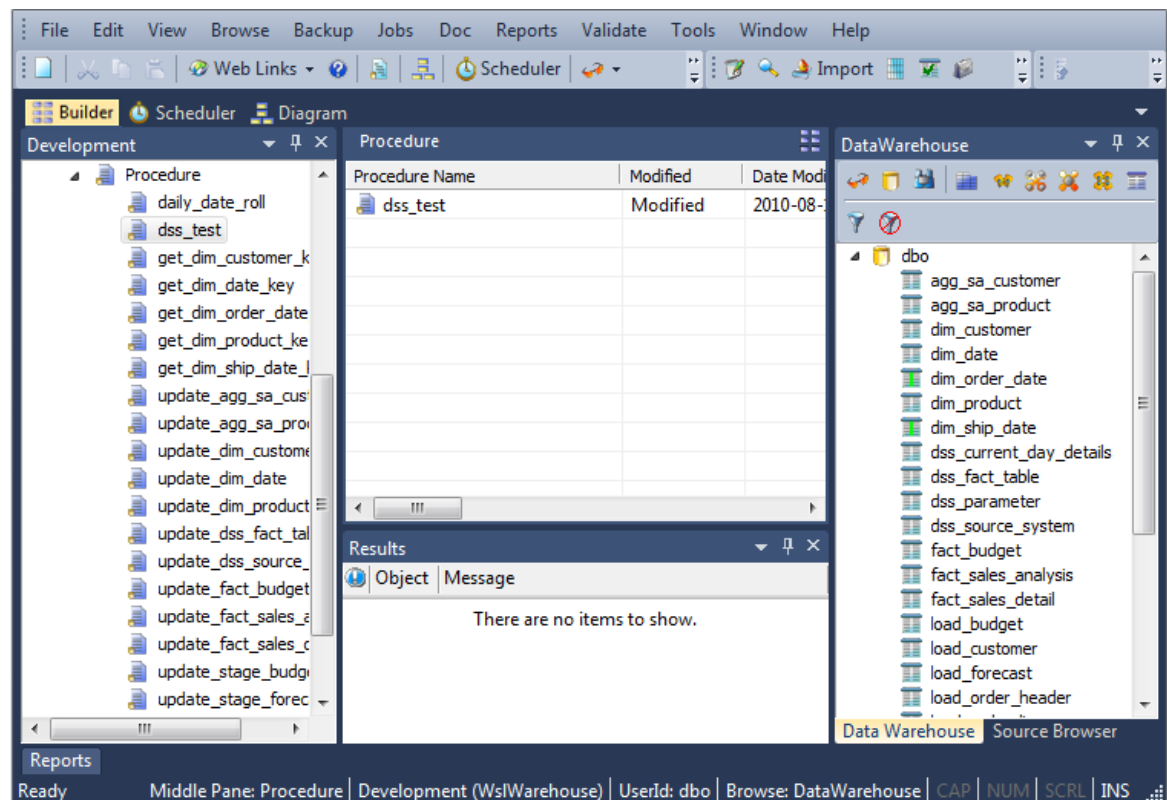 File Edit View Browse Backup Jobs Doc Reports Validate Tools Window Help
Web Links Scheduler Import
Builder Scheduler Diagram
Development
Procedure
daily_date_roll
dss_test
get_dim_customer_k
get_dim_date_key
get_dim_order_date
get_dim_product_ke
get_dim_ship_date_
update_agg_sa_cus
update_agg_sa_pro
update_dim_custome
update_dim_date
update_dim_product
update_dss_fact_tal
update_dss_source_
update_fact_budget
update_fact_sales_a
update_fact_sales_c
update_stage_budg
update_stage_forec
Procedure
Procedure Name Modified Date Modi
dss_test Modified 2010-08-
Results
Object Message
There are no items to show.
DataWarehouse
dbo
agg_sa_customer
agg_sa_product
dim_customer
dim_date
dim_order_date
dim_product
dim_ship_date
dss_current_day_details
dss_fact_table
dss_parameter
dss_source_system
fact_budget
fact_sales_analysis
fact_sales_detail
load_budget
load_customer
load_forecast
load_order_header
Data Warehouse Source Browser
Reports
Ready Middle Pane: Procedure Development (WslWarehouse) UserId: dbo Browse: DataWarehouse CAP NUM SCRL INS